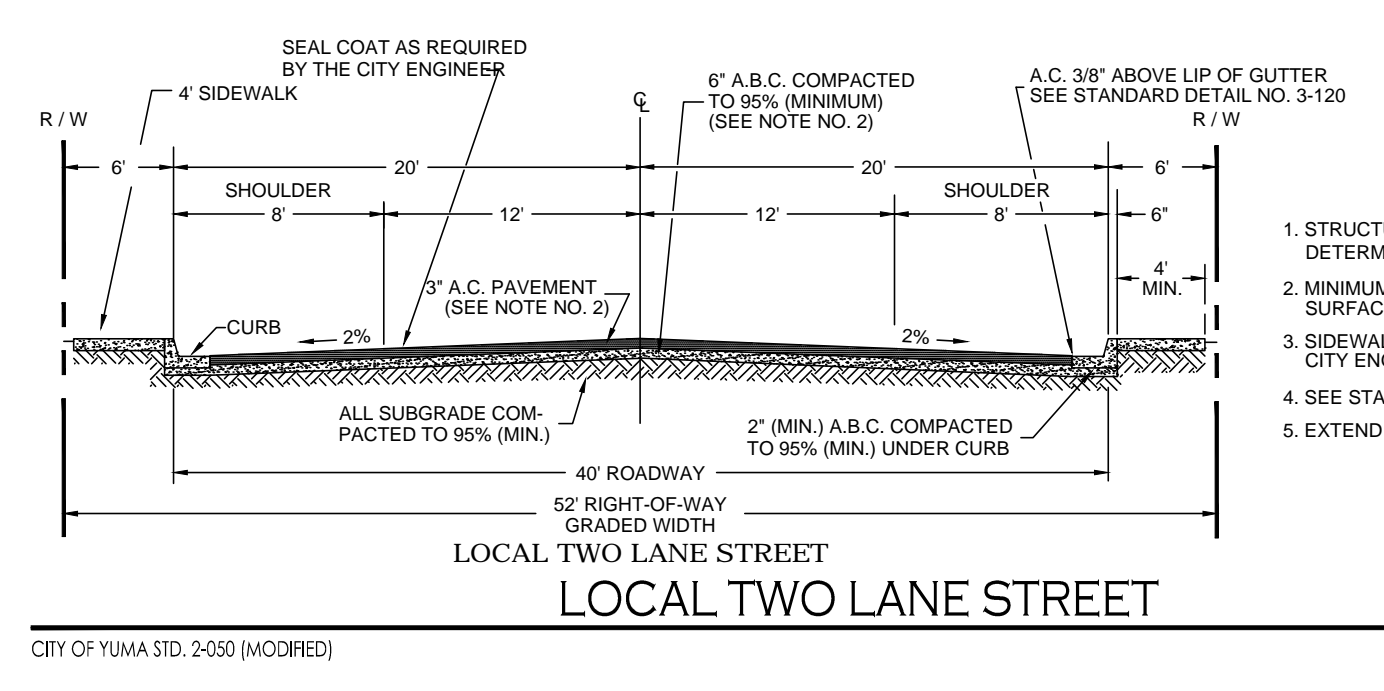 SEAL COAT AS REQUIRED
BY THE CITY ENGINEER
4' SIDEWALK
6" A.B.C. COMPACTED
TO 95% (MINIMUM)
(SEE NOTE NO. 2)
A.C. 3/8" ABOVE LIP OF GUTTER
SEE STANDARD DETAIL NO. 3-120
R / W
CL
R / W
6'
20'
20'
6'
SHOULDER
SHOULDER
8'
12'
12'
8'
6"
4'
MIN.
3" A.C. PAVEMENT
(SEE NOTE NO. 2)
CURB
2%
2%
ALL SUBGRADE COM-
PACTED TO 95% (MIN.)
2" (MIN.) A.B.C. COMPACTED
TO 95% (MIN.) UNDER CURB
40' ROADWAY
52' RIGHT-OF-WAY
GRADED WIDTH
LOCAL TWO LANE STREET
LOCAL TWO LANE STREET
CITY OF YUMA STD. 2-050 (MODIFIED)
1. STRUCT
DETERM
2. MINIMUM
SURFAC
3. SIDEWAL
CITY ENG
4. SEE STA
5. EXTEND